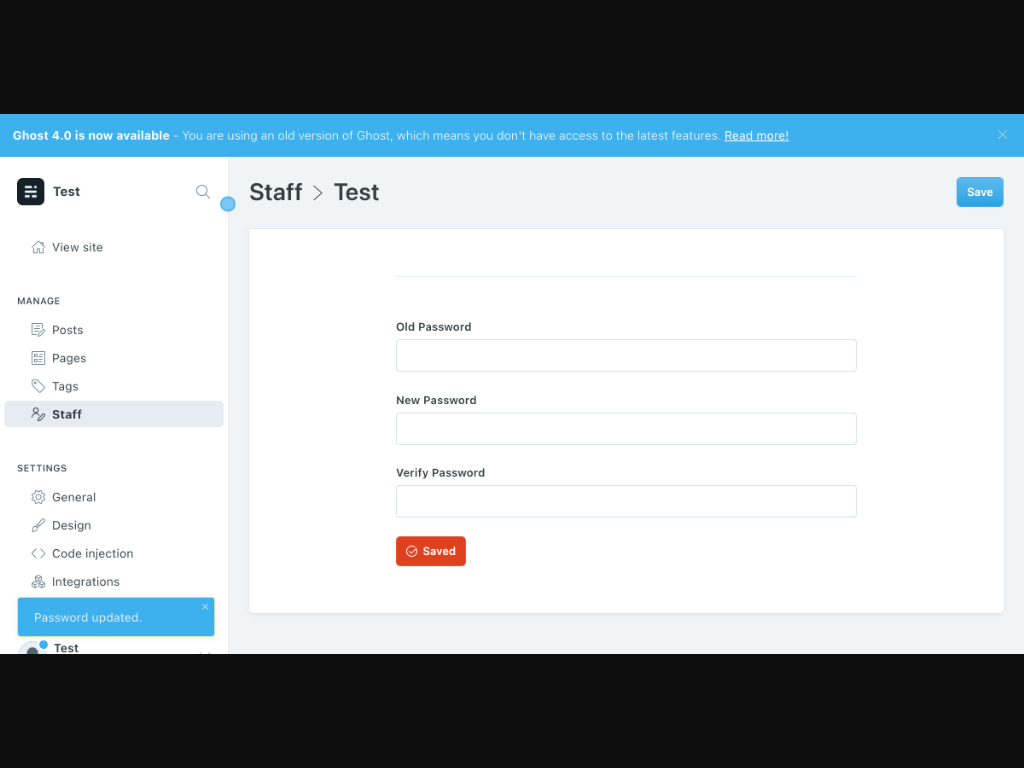 Ghost 4.0 is now available - You are using an old version of Ghost, which means you don't have access to the latest features. Read more!
Test
Staff > Test
Save
View site
MANAGE
Posts
Pages
Tags
Staff
SETTINGS
General
Design
Code injection
Integrations
Password updated.
Test
Old Password
New Password
Verify Password
Saved